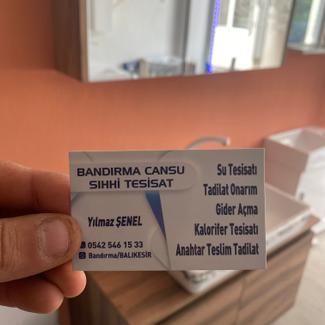 BANDIRMA CANSU
SIHHİ TESİSAT
Yılmaz ŞENEL
0542 546 15 33
Bandırma/BALIKESİR
Su Tesisatı
Tadilat Onarım
Gider Açma
Kalorifer Tesisatı
Anahtar Teslim Tadilat